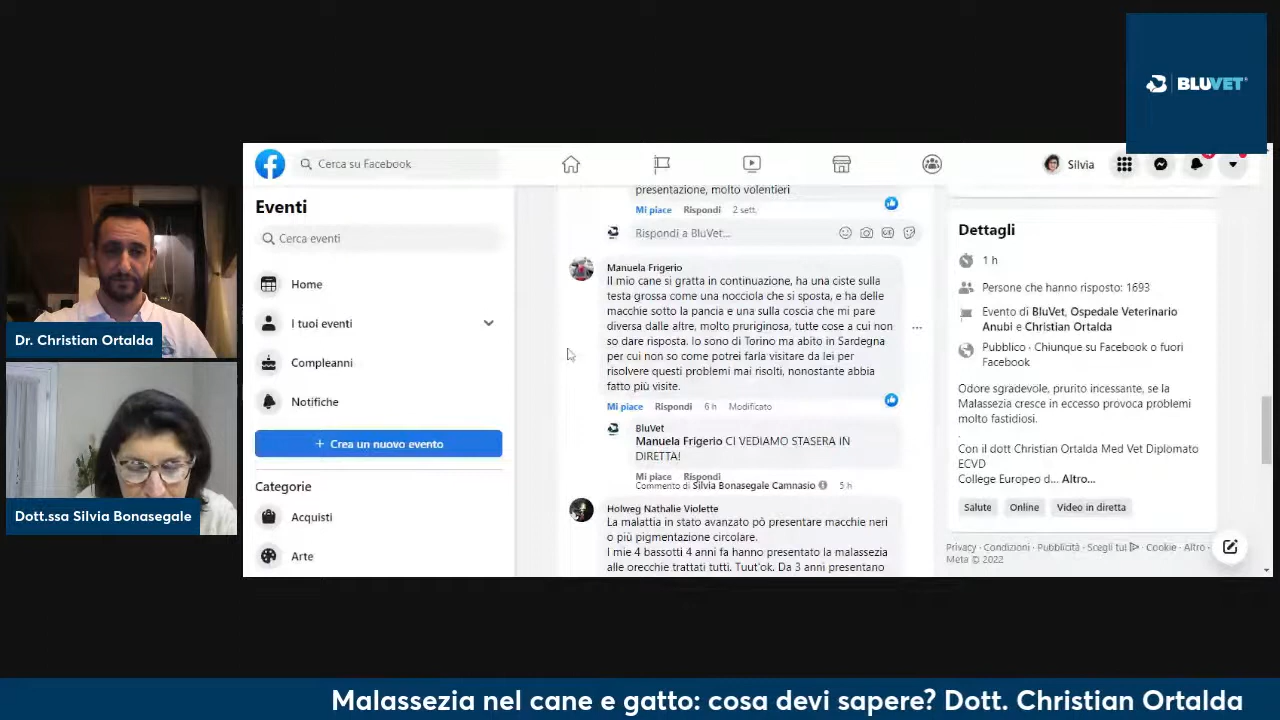 BLUVET
Cerca su Facebook
Silvia
Eventi
Cerca eventi
Home
I tuoi eventi
Compleanni
Notifiche
+ Crea un nuovo evento
Categorie
Acquisti
Arte
presentazione, molto volentieri
Mi piace Rispondi 2 sett.
Rispondi a BluVet...
Manuela Frigerio
Il mio cane si gratta in continuazione, ha una ciste sulla
testa grossa come una nocciola che si sposta, e ha delle
macchie sotto la pancia e una sulla coscia che mi pare
diversa dalle altre, molto pruriginosa, tutte cose a cui non
so dare risposta. Io sono di Torino ma abito in Sardegna
per cui non so come potrei farla visitare da lei per
risolvere questi problemi mai risolti, nonostante abbia
fatto più visite.
Mi piace Rispondi 6 h Modificato
BluVet
Manuela Frigerio CI VEDIAMO STASERA IN
DIRETTA!
Mi piace Rispondi
Commento di Silvia Bonasegale Camnasio 5 h
Holweg Nathalie Violette
La malattia in stato avanzato pò presentare macchie neri
o più pigmentazione circolare.
I mie 4 bassotti 4 anni fa hanno presentato la malassezia
alle orecchie trattati tutti. Tuut'ok. Da 3 anni presentano
Dettagli
1 h
Persone che hanno risposto: 1693
Evento di BluVet, Ospedale Veterinario
Anubi e Christian Ortalda
Pubblico · Chiunque su Facebook o fuori
Facebook
Odore sgradevole, prurito incessante, se la
Malassezia cresce in eccesso provoca problemi
molto fastidiosi.
.
Con il dott Christian Ortalda Med Vet Diplomato
ECVD
College Europeo d... Altro...
Salute Online Video in diretta
Privacy · Condizioni · Pubblicità · Scegli tu! · Cookie · Altro ·
Meta © 2022
Dr. Christian Ortalda
Dott.ssa Silvia Bonasegale
Malassezia nel cane e gatto: cosa devi sapere? Dott. Christian Ortalda